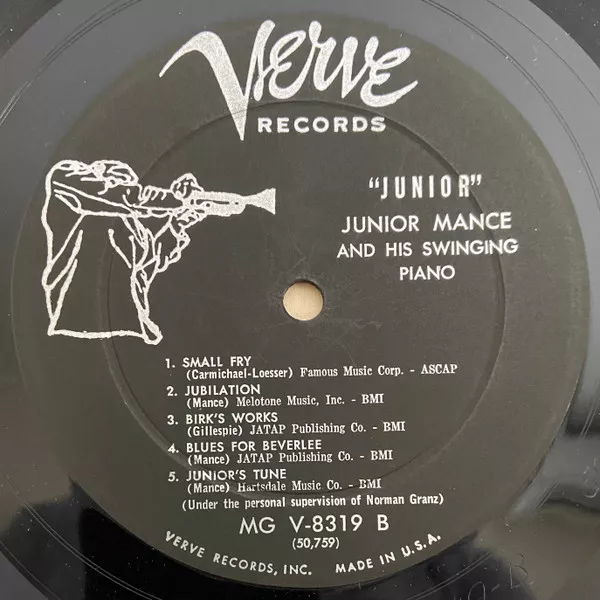 Verve
RECORDS
"JUNIOR"
JUNIOR MANCE
AND HIS SWINGING
PIANO
1. SMALL FRY
(Carmichael-Loesser) Famous Music Corp. - ASCAP
2. JUBILATION
(Mance) Melotone Music, Inc. - BMI
3. BIRK'S WORKS
(Gillespie) JATAP Publishing Co. - BMI
4. BLUES FOR BEVERLEE
(Mance) JATAP Publishing Co. - BMI
5. JUNIOR'S TUNE
(Mance) Hartsdale Music Co. - BMI
(Under the personal supervision of Norman Granz)
MG V-8319 B
(50,759)
VERVE RECORDS, INC. MADE IN U.S.A.